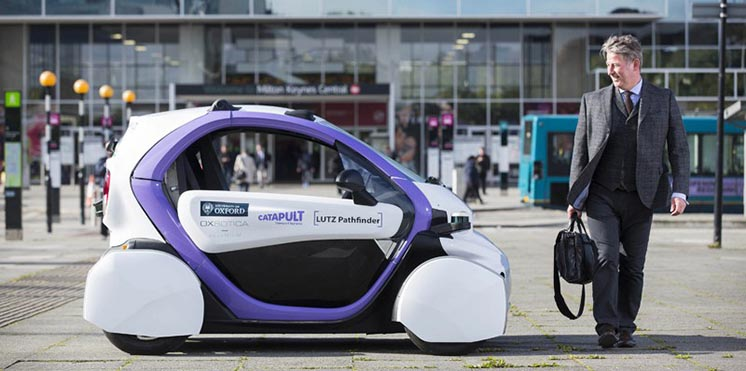 Milton Keynes Central
UNIVERSITY OF
OXFORD
CATAPULT
LUTZ Pathfinder
OXBOTICA